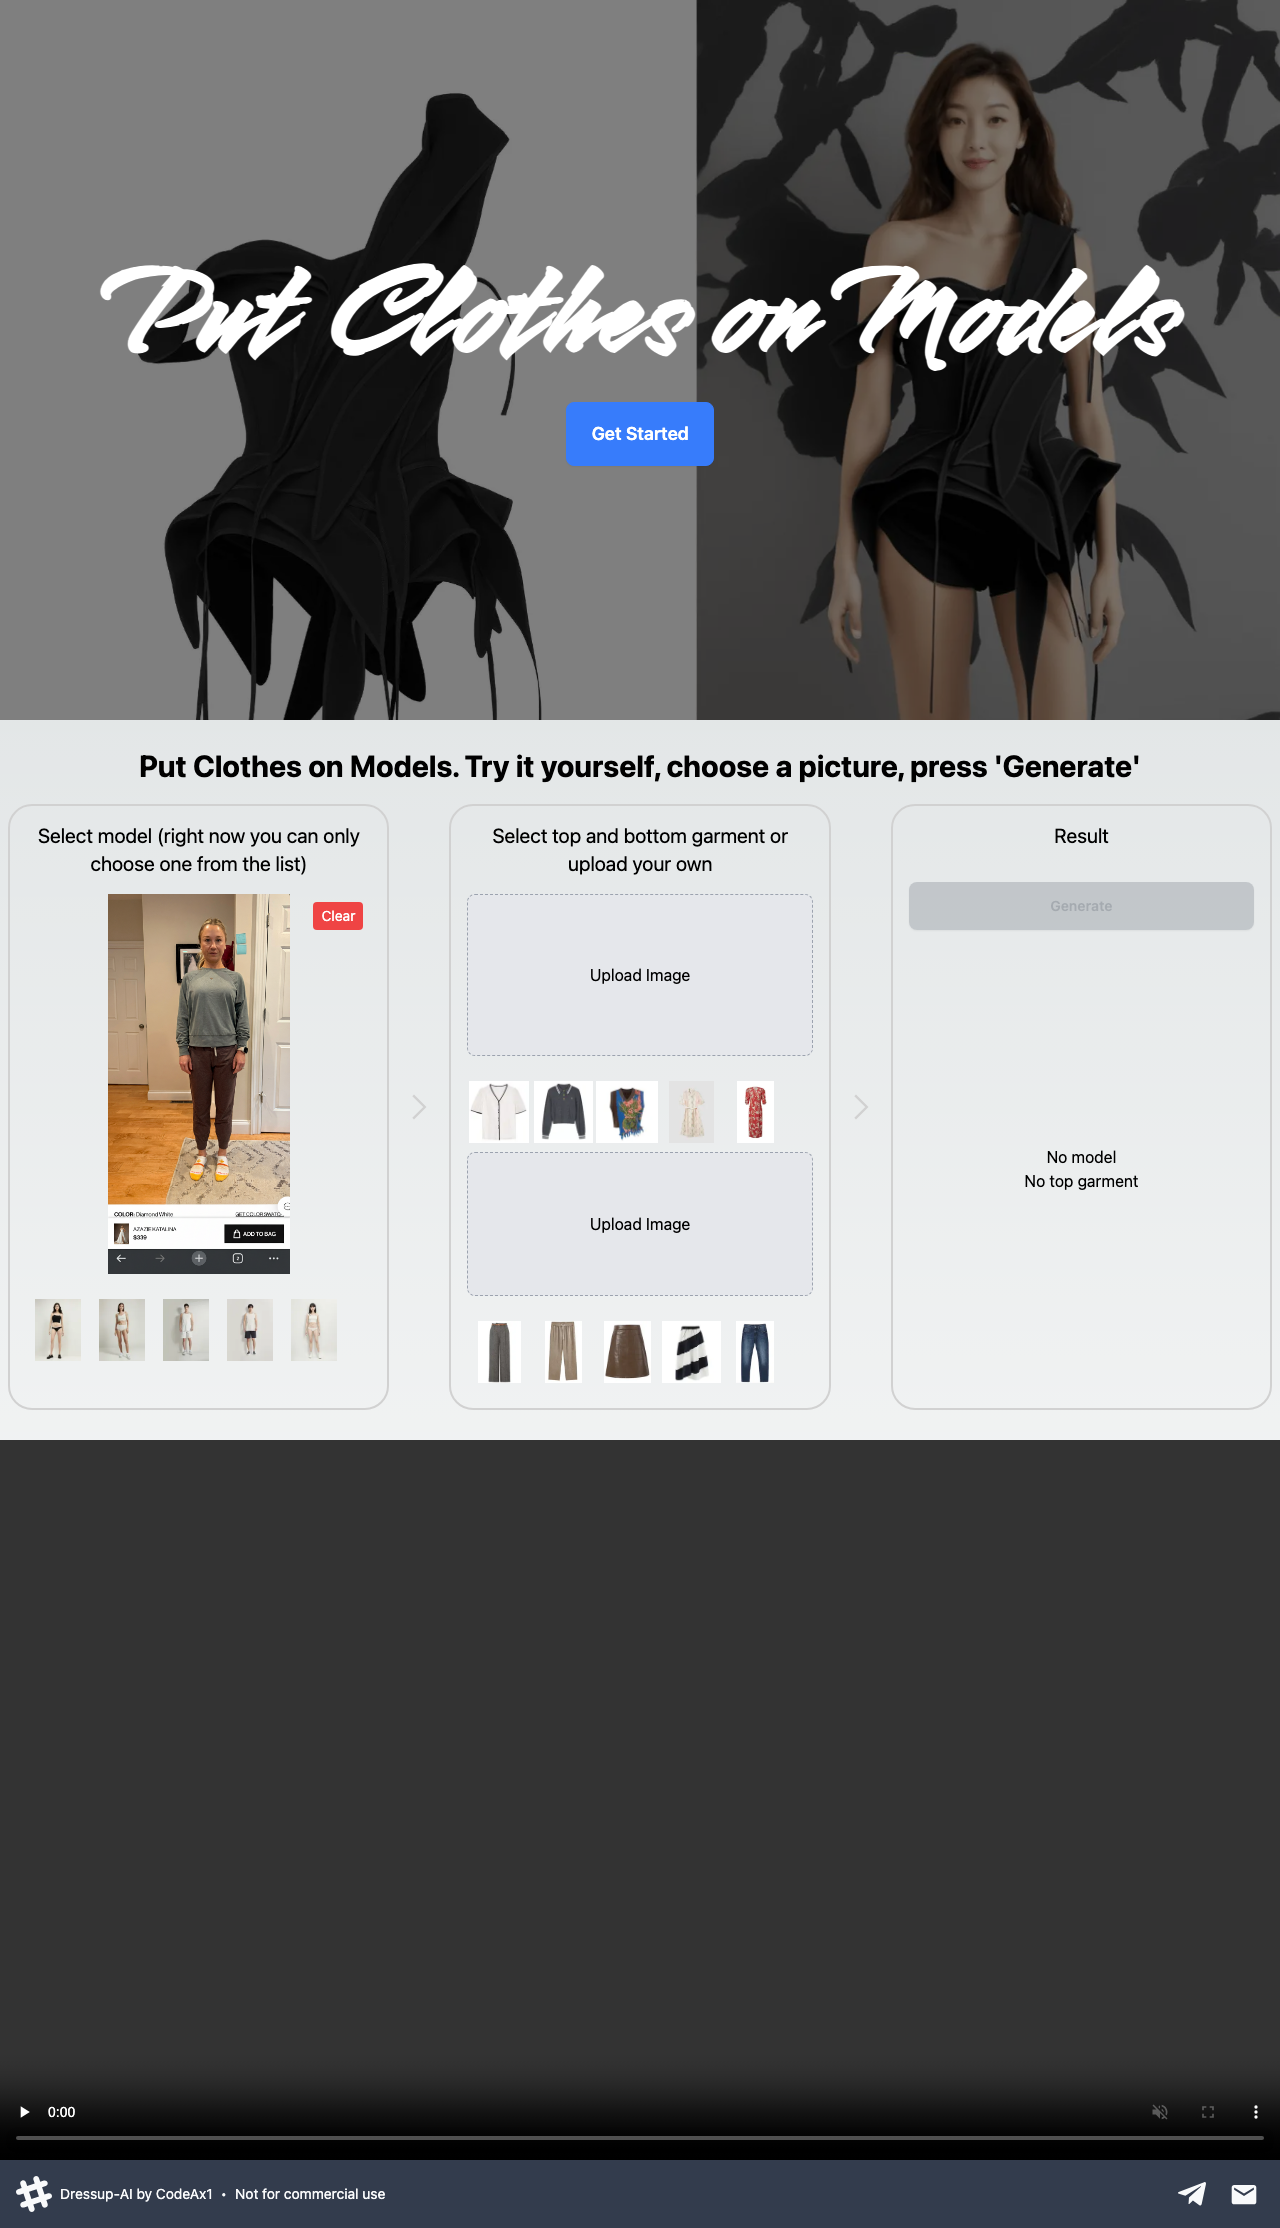 Put Clothes on Models
Get Started
Put Clothes on Models. Try it yourself, choose a picture, press 'Generate'
Select model (right now you can only
choose one from the list)
Clear
COLOR: Diamond White GET COLOR SWATC...
AZAZIE KATALINA
$339
ADD TO BAG
2
Select top and bottom garment or
upload your own
Upload Image
Upload Image
Result
Generate
No model
No top garment
0:00
Dressup-AI by CodeAx1 • Not for commercial use